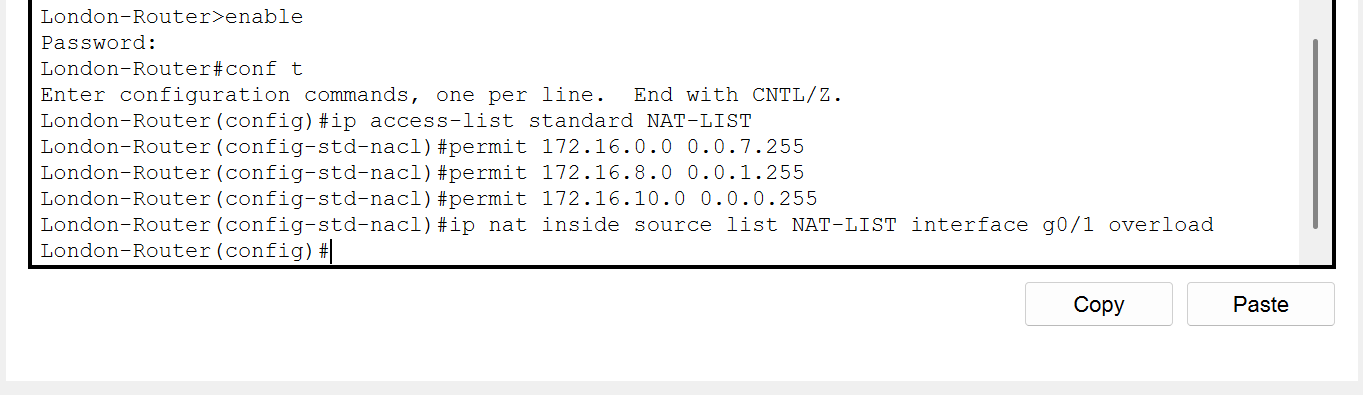 London-Router>enable
Password:
London-Router#conf t
Enter configuration commands, one per line.  End with CNTL/Z.
London-Router(config)#ip access-list standard NAT-LIST
London-Router(config-std-nacl)#permit 172.16.0.0 0.0.7.255
London-Router(config-std-nacl)#permit 172.16.8.0 0.0.1.255
London-Router(config-std-nacl)#permit 172.16.10.0 0.0.0.255
London-Router(config-std-nacl)#ip nat inside source list NAT-LIST interface g0/1 overload
London-Router(config)#
Copy
Paste